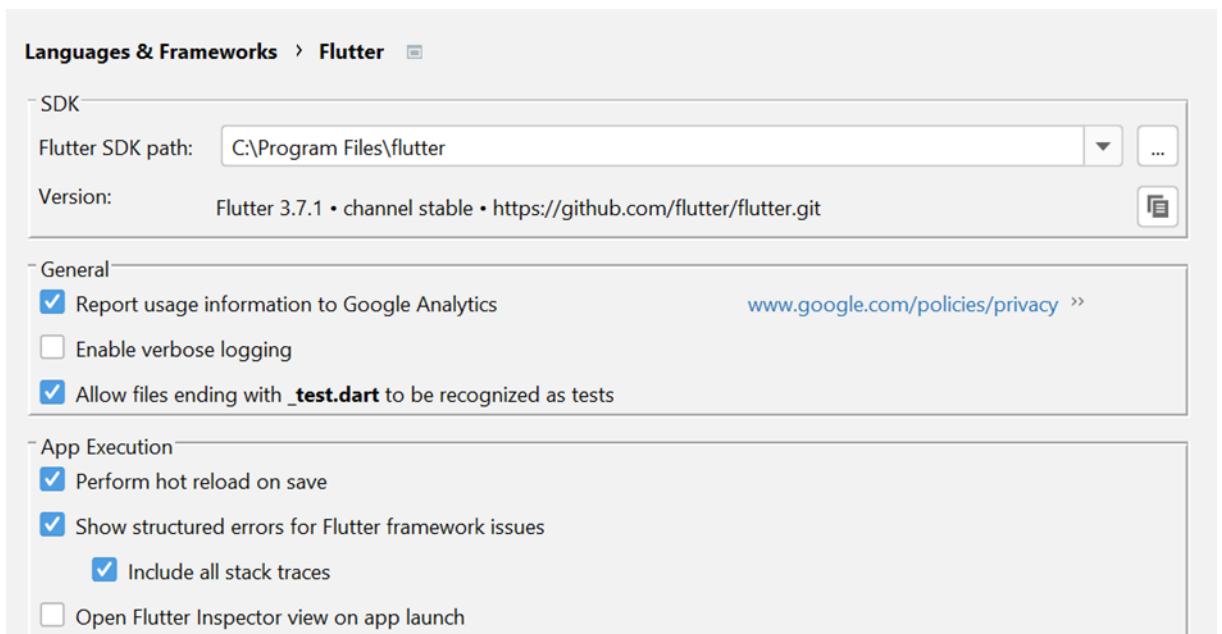 Languages & Frameworks › Flutter
SDK
Flutter SDK path: C:\Program Files\flutter ...
Version: Flutter 3.7.1 • channel stable • https://github.com/flutter/flutter.git
General
Report usage information to Google Analytics www.google.com/policies/privacy »
Enable verbose logging
Allow files ending with _test.dart to be recognized as tests
App Execution
Perform hot reload on save
Show structured errors for Flutter framework issues
Include all stack traces
Open Flutter Inspector view on app launch